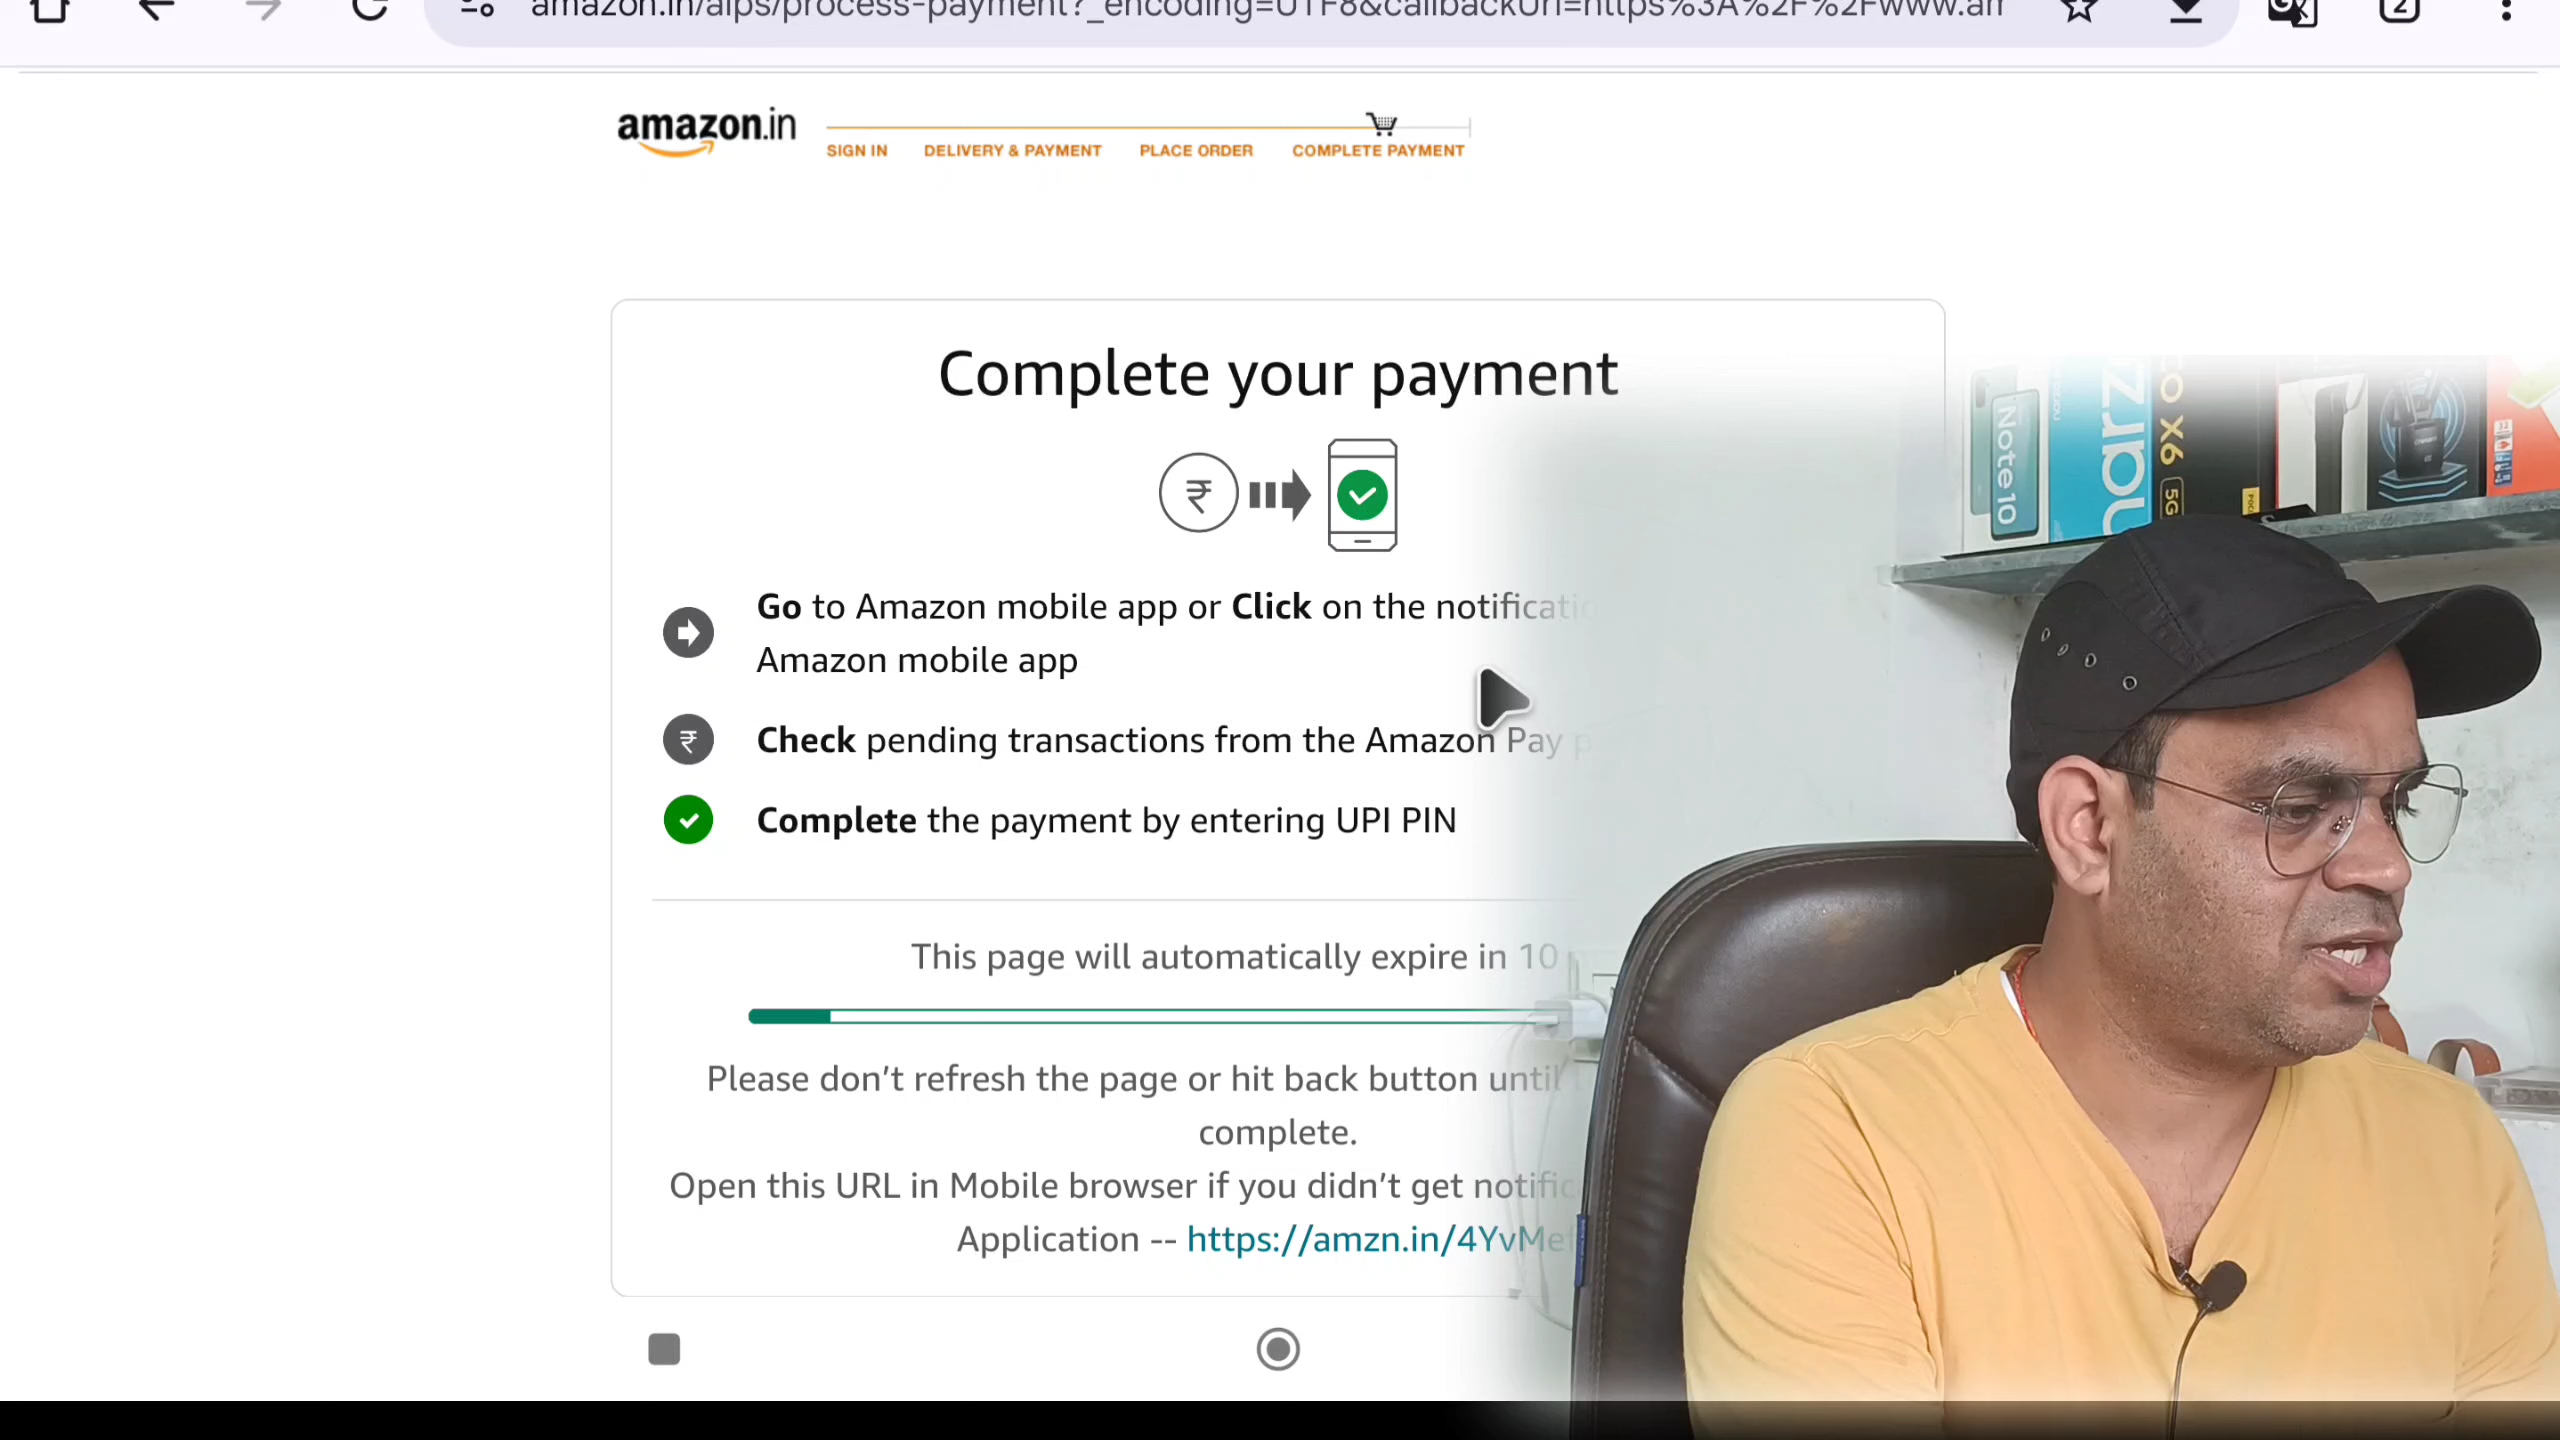 amazon.in/aips/process-payment?_encoding=UTF8&callbackUrl=https%3A%2F%2Fwww.am
2
amazon.in
SIGN IN DELIVERY & PAYMENT PLACE ORDER COMPLETE PAYMENT
Complete your payment
₹
Go to Amazon mobile app or Click on the
Amazon mobile app
₹
Check pending transactions from the Amazon Pay
Complete the payment by entering UPI PIN
This page will automatically expire in 10
Please don't refresh the page or hit back button until
complete.
Open this URL in Mobile browser if you didn't get
Application -- https://amzn.in/4YvMe
Note 10
narz
X6
5G